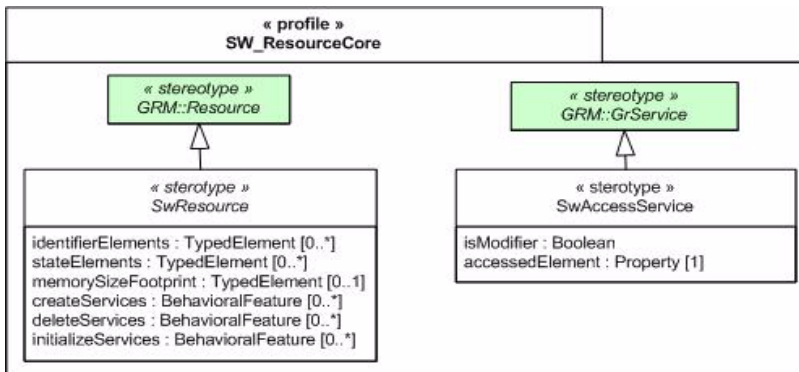 « profile »
SW_ResourceCore
« stereotype »
GRM::Resource
« sterotype »
SwResource
identifierElements : TypedElement [0..*]
stateElements : TypedElement [0..*]
memorySizeFootprint : TypedElement [0..1]
createServices : BehavioralFeature [0..*]
deleteServices : BehavioralFeature [0..*]
initializeServices : BehavioralFeature [0..*]
« stereotype »
GRM::GrService
« sterotype »
SwAccessService
isModifier : Boolean
accessedElement : Property [1]